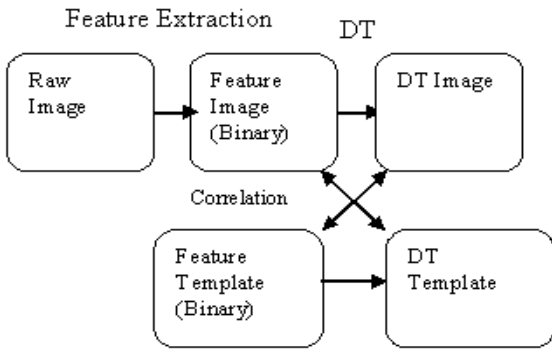 Feature Extraction
DT
Raw
Image
Feature
Image
(Binary)
DT Image
Correlation
Feature
Template
(Binary)
DT
Template